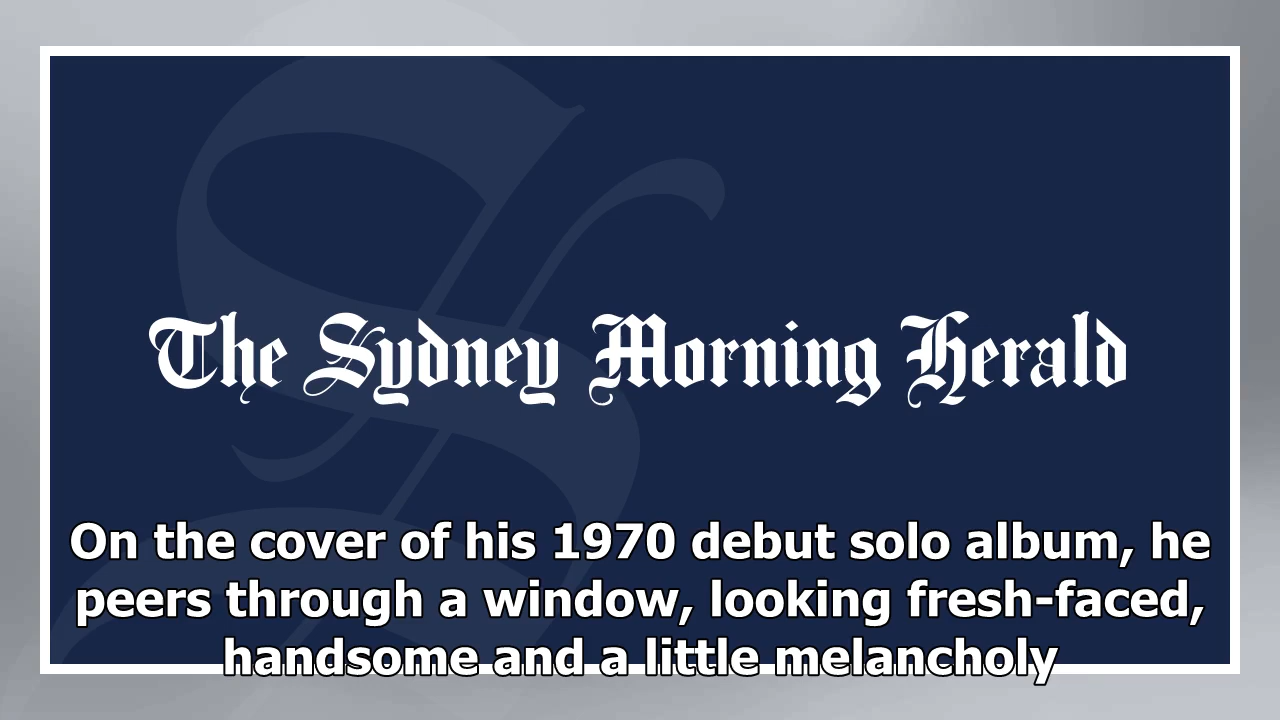 The Sydney Morning Herald
On the cover of his 1970 debut solo album, he
peers through a window, looking fresh-faced,
handsome and a little melancholy